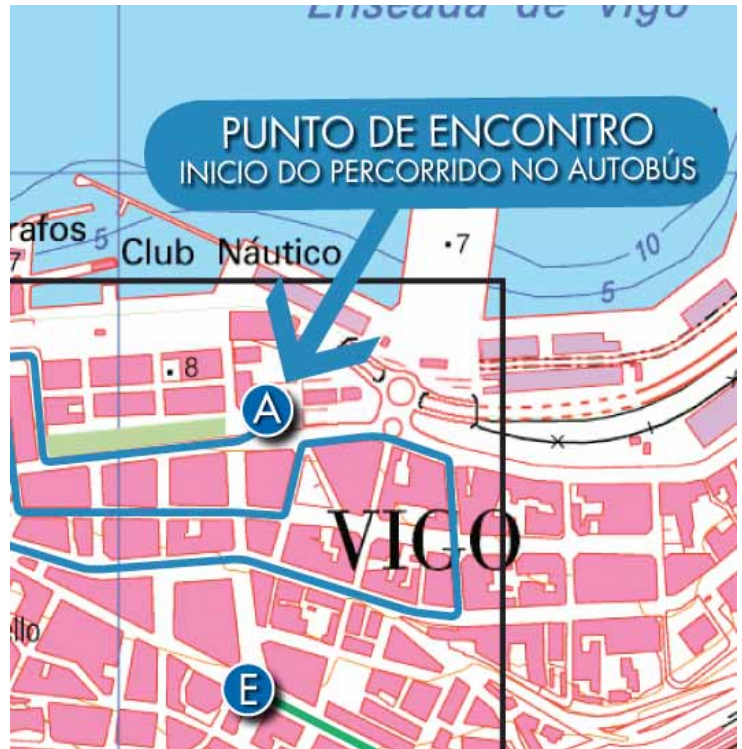 Enseada de Vigo
PUNTO DE ENCONTRO
INICIO DO PERCORRIDO NO AUTOBÚS
rafos
5
Club Náutico
7
7
10
5
8
A
VIGO
llo
E